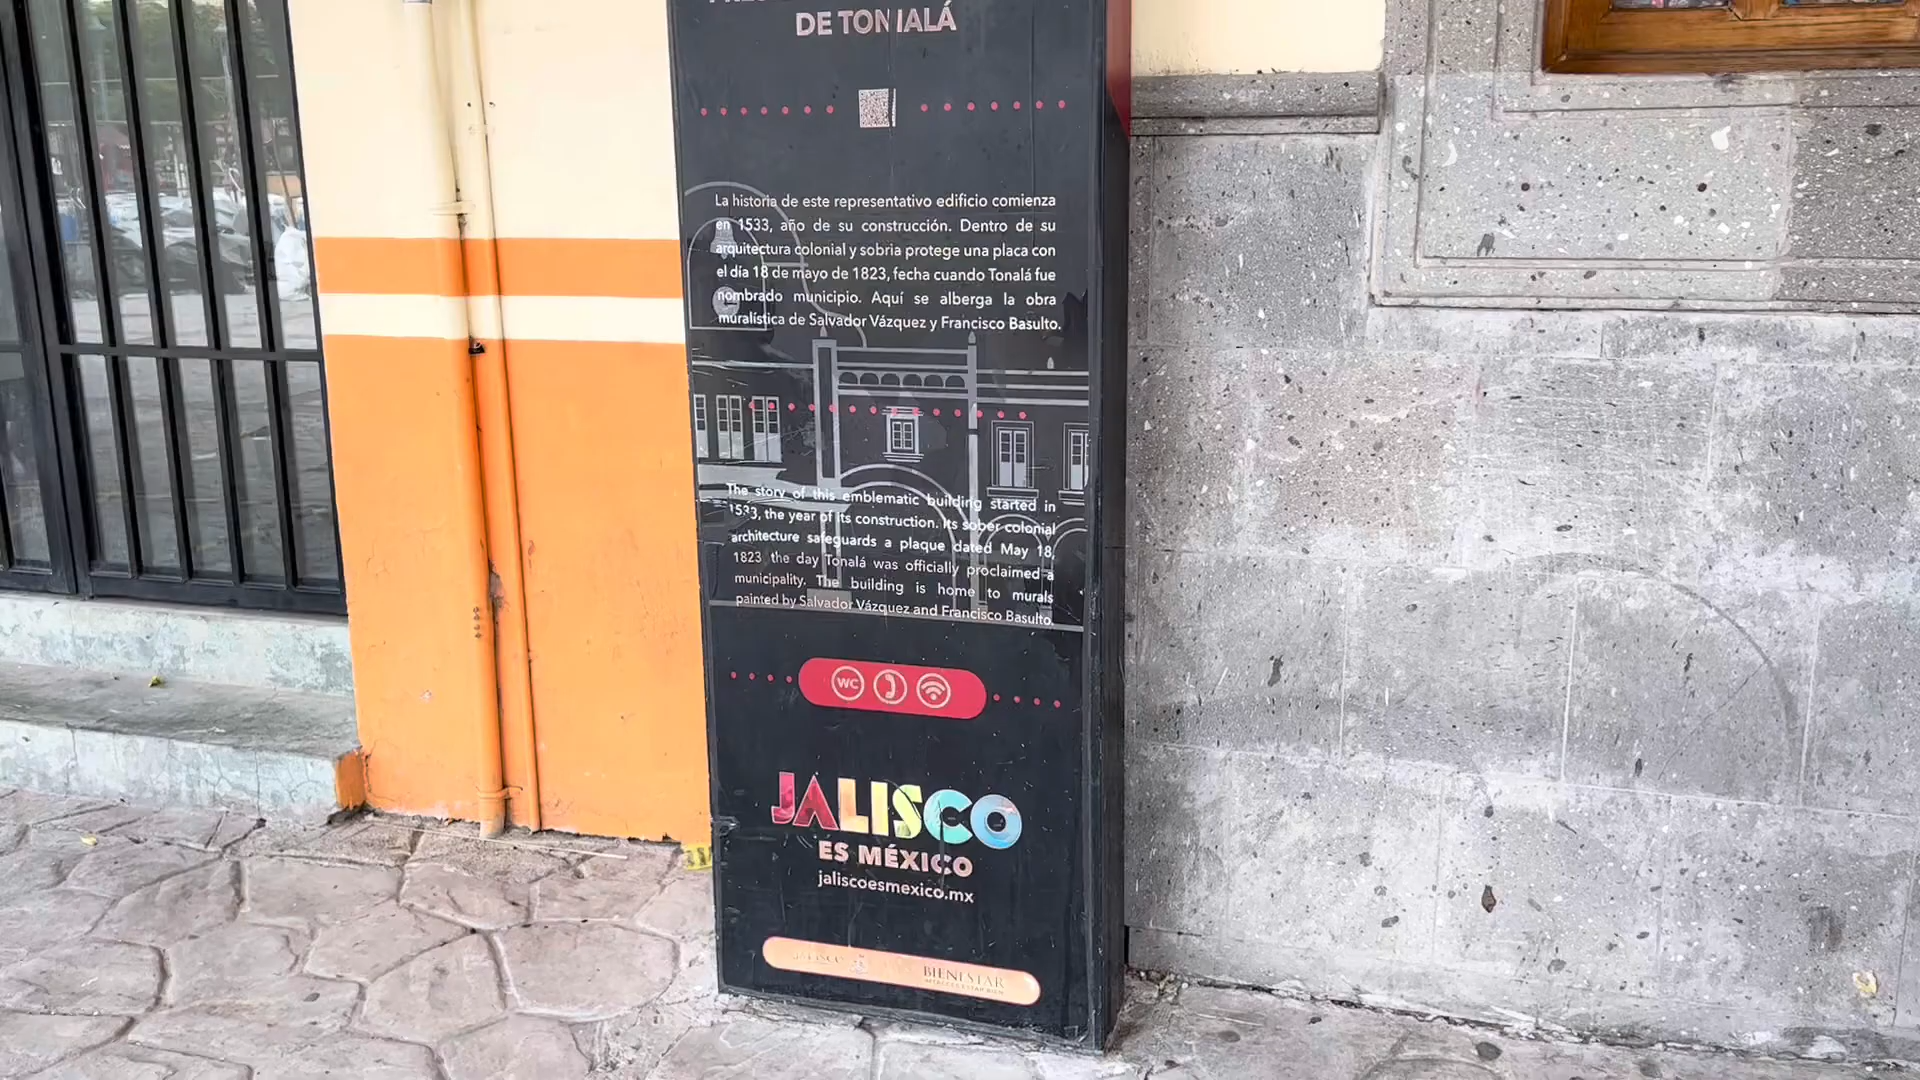 DE TONALÁ
La historia de este representativo edificio comienza
en 1533, año de su construcción. Dentro de su
arquitectura colonial y sobria protege una placa con
el día 18 de mayo de 1823, fecha cuando Tonalá fue
nombrado municipio. Aquí se alberga la obra
muralística de Salvador Vázquez y Francisco Basulto.
The story of this emblematic building started in
1533, the year of its construction. Its sober colonial
architecture safeguards a plaque dated May 18,
1823 the day Tonalá was officially proclaimed a
municipality. The building is home to murals
painted by Salvador Vázquez and Francisco Basulto.
WC
JALISCO
ES MÉXICO
jaliscoesmexico.mx
JALISCO
BIENESTAR